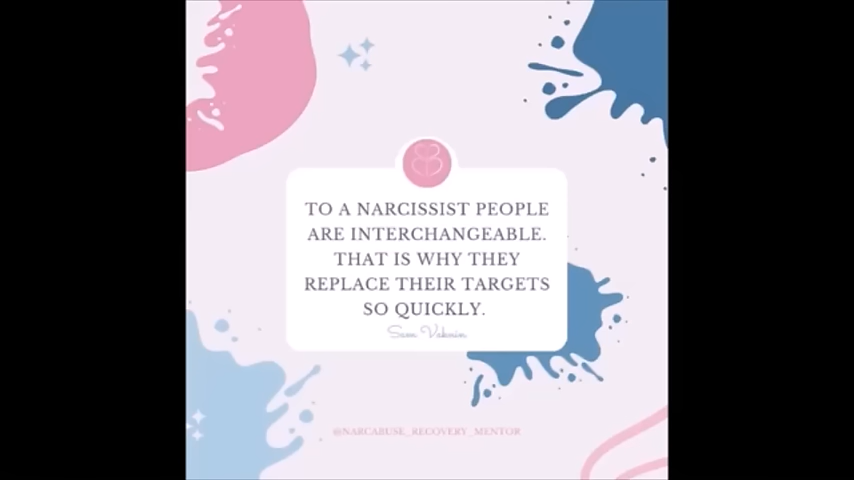 TO A NARCISSIST PEOPLE
ARE INTERCHANGEABLE.
THAT IS WHY THEY
REPLACE THEIR TARGETS
SO QUICKLY.
Sam Vaknin
@NARCABUSE_RECOVERY_MENTOR